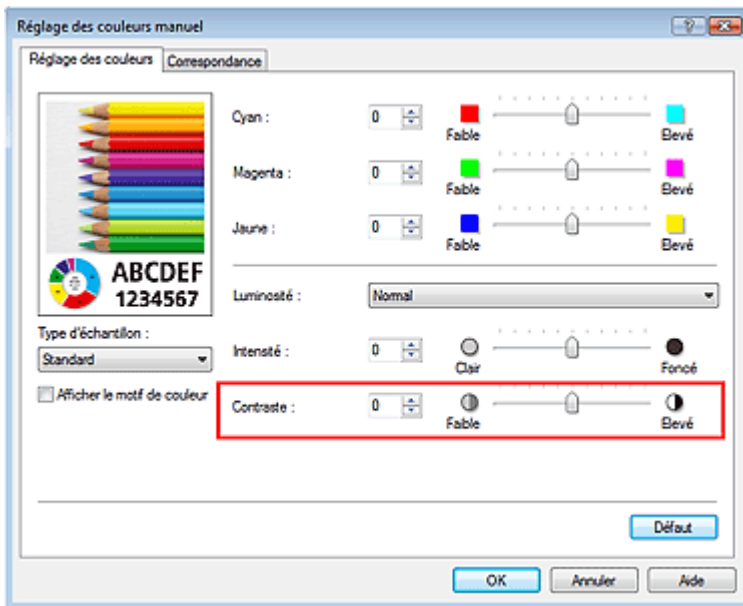 Réglage des couleurs manuel
Réglage des couleurs
Correspondance
ABCDEF
1234567
Type d'échantillon :
Standard
Afficher le motif de couleur
Cyan :
0
Faible
Elevé
Magenta :
0
Faible
Elevé
Jaune :
0
Faible
Elevé
Luminosité :
Normal
Intensté :
0
Clair
Foncé
Contraste :
0
Faible
Elevé
Défaut
OK
Annuler
Aide